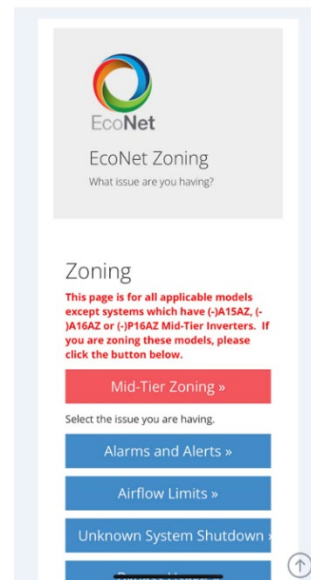 EcoNet
EcoNet Zoning
What issue are you having?
Zoning
This page is for all applicable models
except systems which have (-)A15AZ, (-
)A16AZ or (-)P16AZ Mid-Tier Inverters. If
you are zoning these models, please
click the button below.
Mid-Tier Zoning »
Select the issue you are having.
Alarms and Alerts »
Airflow Limits »
Unknown System Shutdown »